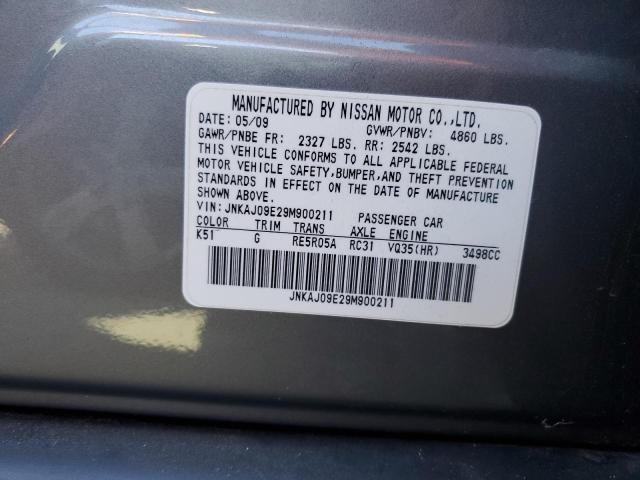 MANUFACTURED BY NISSAN MOTOR CO.,LTD.
DATE: 05/09 GVWR/PNBV: 4860 LBS.
GAWR/PNBE FR: 2327 LBS. RR: 2542 LBS.
THIS VEHICLE CONFORMS TO ALL APPLICABLE FEDERAL
MOTOR VEHICLE SAFETY,BUMPER,AND THEFT PREVENTION
STANDARDS IN EFFECT ON THE DATE OF MANUFACTURE
SHOWN ABOVE.
VIN: JNKAJ09E29M900211 PASSENGER CAR
COLOR TRIM TRANS AXLE ENGINE
K51 G RE5R05A RC31 VQ35(HR) 3498CC
JNKAJ09E29M900211